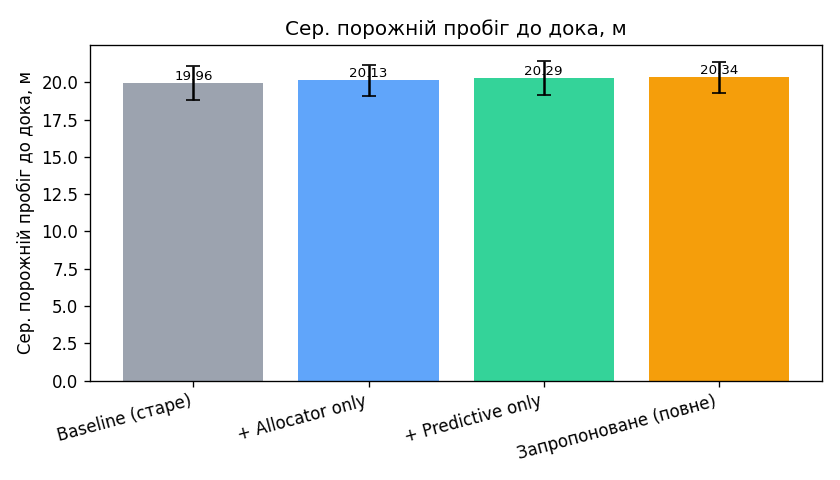 Сер. порожній пробіг до дока, м
Сер. порожній пробіг до дока, м
20.0
17.5
15.0
12.5
10.0
7.5
5.0
2.5
0.0
19.96
20.13
20.29
20.34
Baseline (старе)
+ Allocator only
+ Predictive only
Запропоноване (повне)